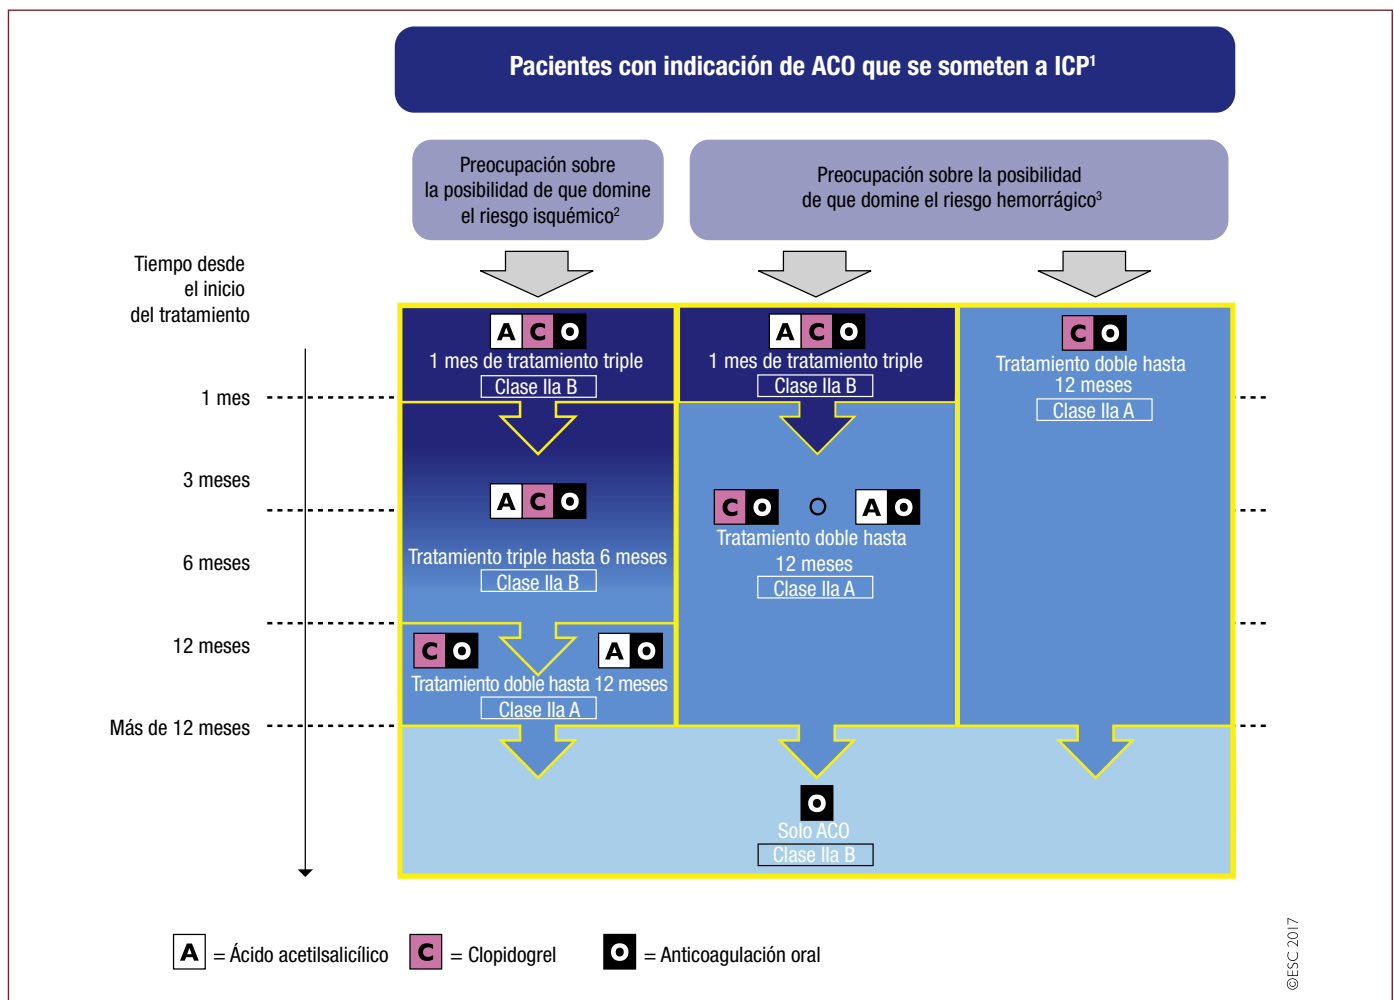 Pacientes con indicación de ACO que se someten a ICP¹
Preocupación sobre
la posibilidad de que domine
el riesgo isquémico²
Preocupación sobre la posibilidad
de que domine el riesgo hemorrágico³
Tiempo desde
el inicio
del tratamiento
A C O
1 mes de tratamiento triple
Clase IIa B
A C O
1 mes de tratamiento triple
Clase IIa B
C O
Tratamiento doble hasta
12 meses
Clase IIa A
1 mes
3 meses
A C O
Tratamiento triple hasta 6 meses
Clase IIa B
C O O A O
Tratamiento doble hasta
12 meses
Clase IIa A
6 meses
12 meses
C O A O
Tratamiento doble hasta 12 meses
Clase IIa A
Más de 12 meses
O
Solo ACO
Clase IIa B
A = Ácido acetilsalicílico C = Clopidogrel O = Anticoagulación oral
©ESC 2017